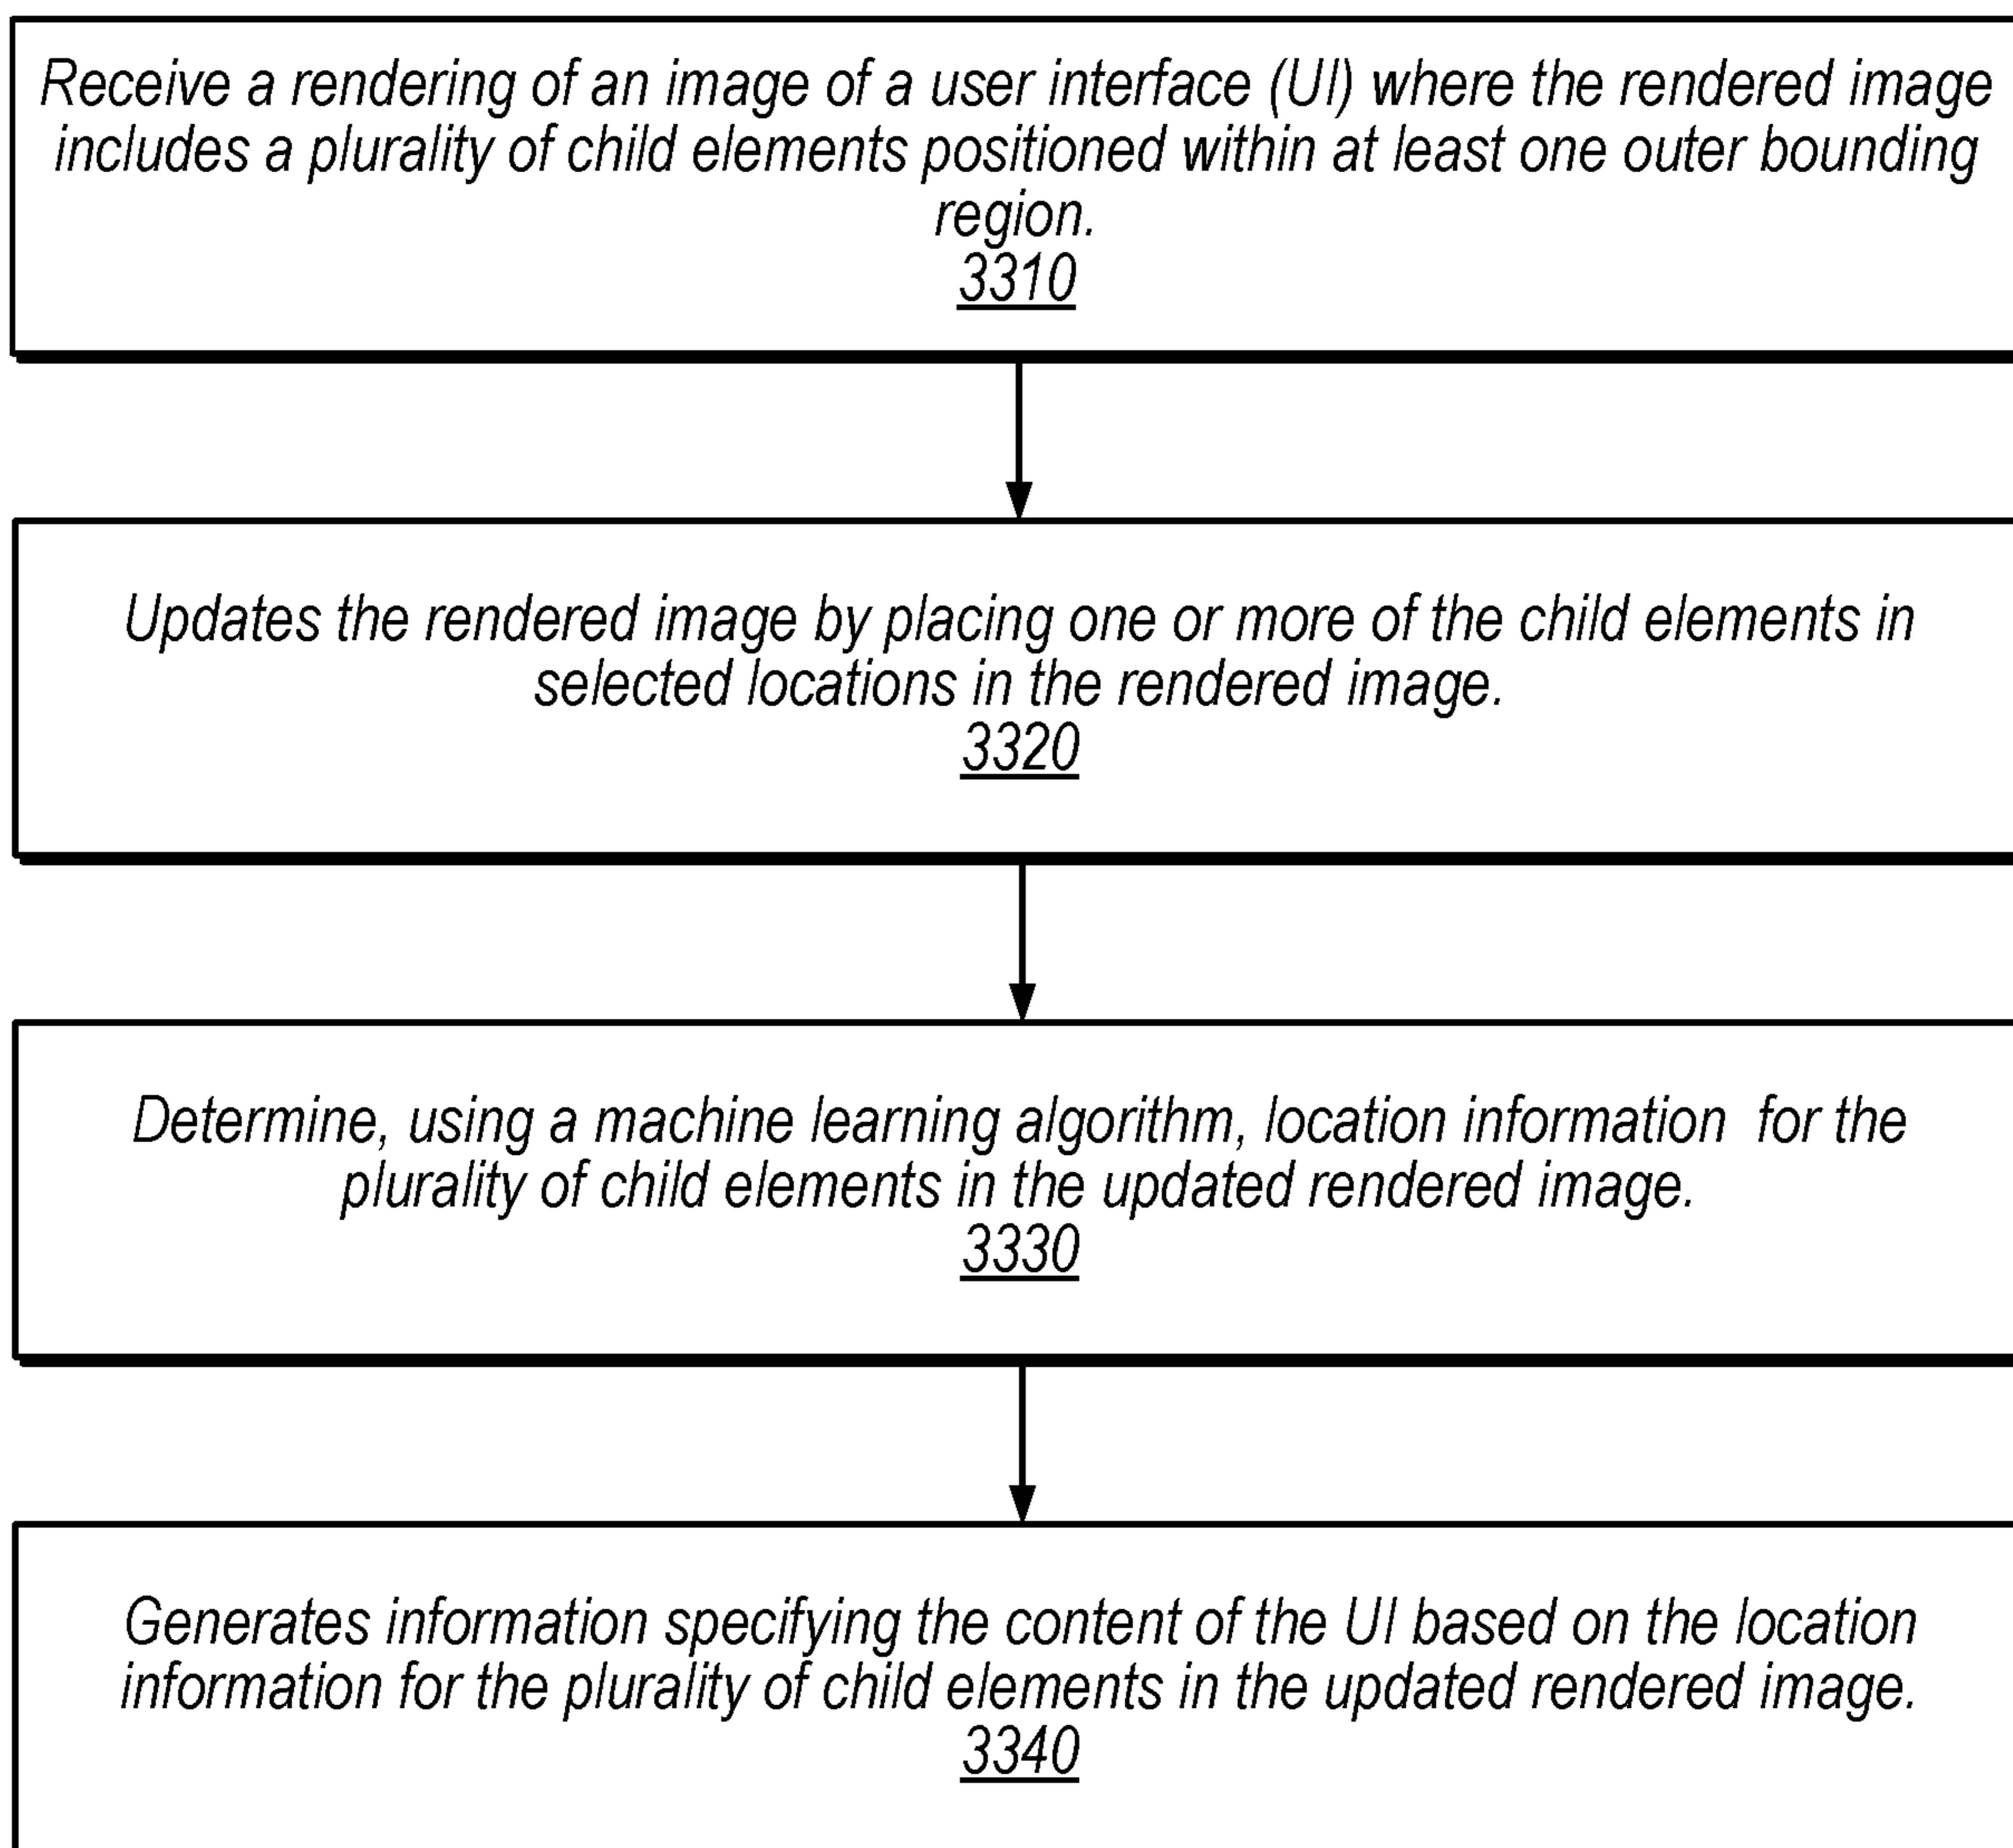 Receive a rendering of an image of a user interface (UI) where the rendered image
includes a plurality of child elements positioned within at least one outer bounding
region.
3310
Updates the rendered image by placing one or more of the child elements in
selected locations in the rendered image.
3320
Determine, using a machine learning algorithm, location information  for the
plurality of child elements in the updated rendered image.
3330
Generates information specifying the content of the UI based on the location
information for the plurality of child elements in the updated rendered image.
3340